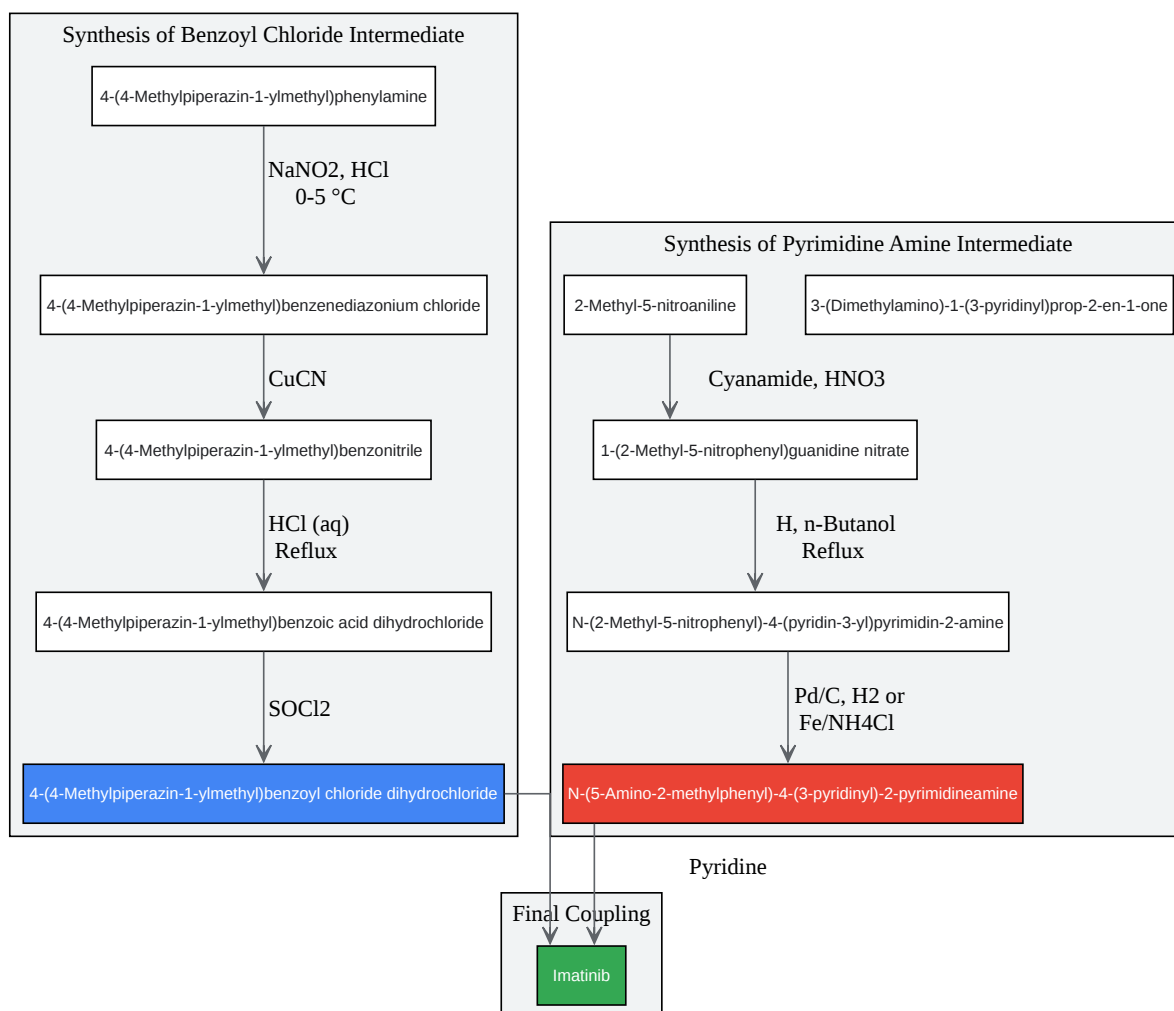 Synthesis of Benzoyl Chloride Intermediate
4-(4-Methylpiperazin-1-ylmethyl)phenylamine
NaNO2, HCl
0-5 °C
4-(4-Methylpiperazin-1-ylmethyl)benzenediazonium chloride
CuCN
4-(4-Methylpiperazin-1-ylmethyl)benzonitrile
HCl (aq)
Reflux
4-(4-Methylpiperazin-1-ylmethyl)benzoic acid dihydrochloride
SOCl2
4-(4-Methylpiperazin-1-ylmethyl)benzoyl chloride dihydrochloride
Synthesis of Pyrimidine Amine Intermediate
2-Methyl-5-nitroaniline
3-(Dimethylamino)-1-(3-pyridinyl)prop-2-en-1-one
Cyanamide, HNO3
1-(2-Methyl-5-nitrophenyl)guanidine nitrate
H, n-Butanol
Reflux
N-(2-Methyl-5-nitrophenyl)-4-(pyridin-3-yl)pyrimidin-2-amine
Pd/C, H2 or
Fe/NH4Cl
N-(5-Amino-2-methylphenyl)-4-(3-pyridinyl)-2-pyrimidineamine
Pyridine
Final Coupling
Imatinib